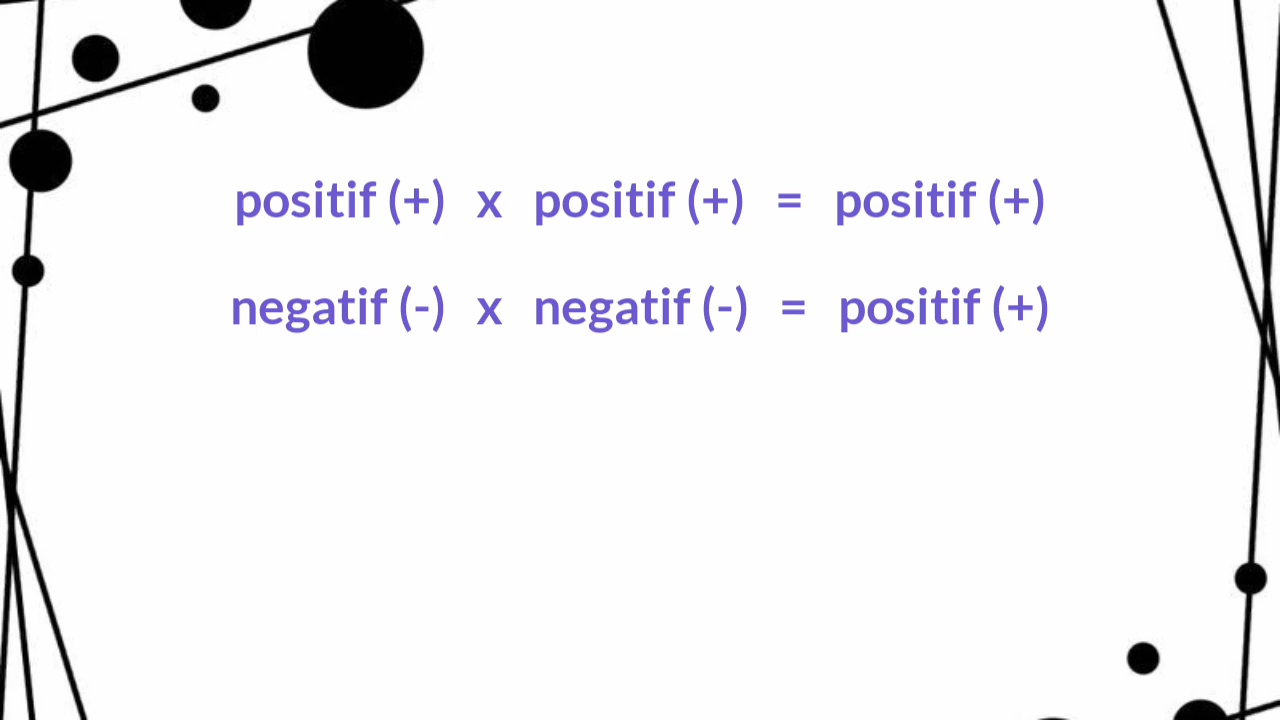 positif (+) x positif (+) = positif (+)
negatif (-) x negatif (-) = positif (+)